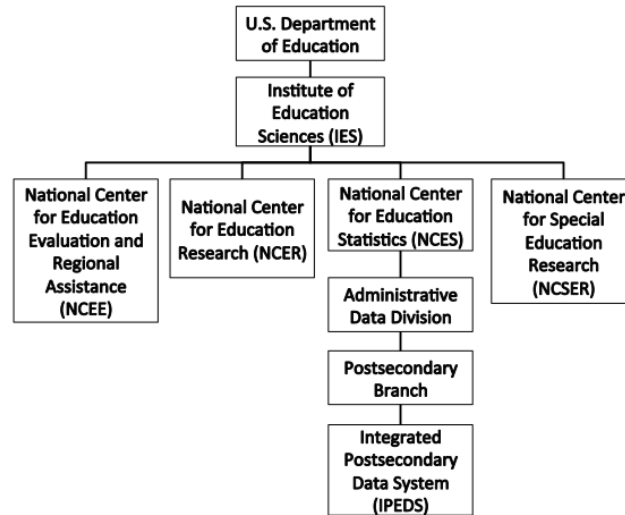 U.S. Department
of Education
Institute of
Education
Sciences (IES)
National Center
for Education
Evaluation and
Regional
Assistance
(NCEE)
National Center
for Education
Research (NCER)
National Center
for Education
Statistics (NCES)
National Center
for Special
Education
Research
(NCSER)
Administrative
Data Division
Postsecondary
Branch
Integrated
Postsecondary
Data System
(IPEDS)